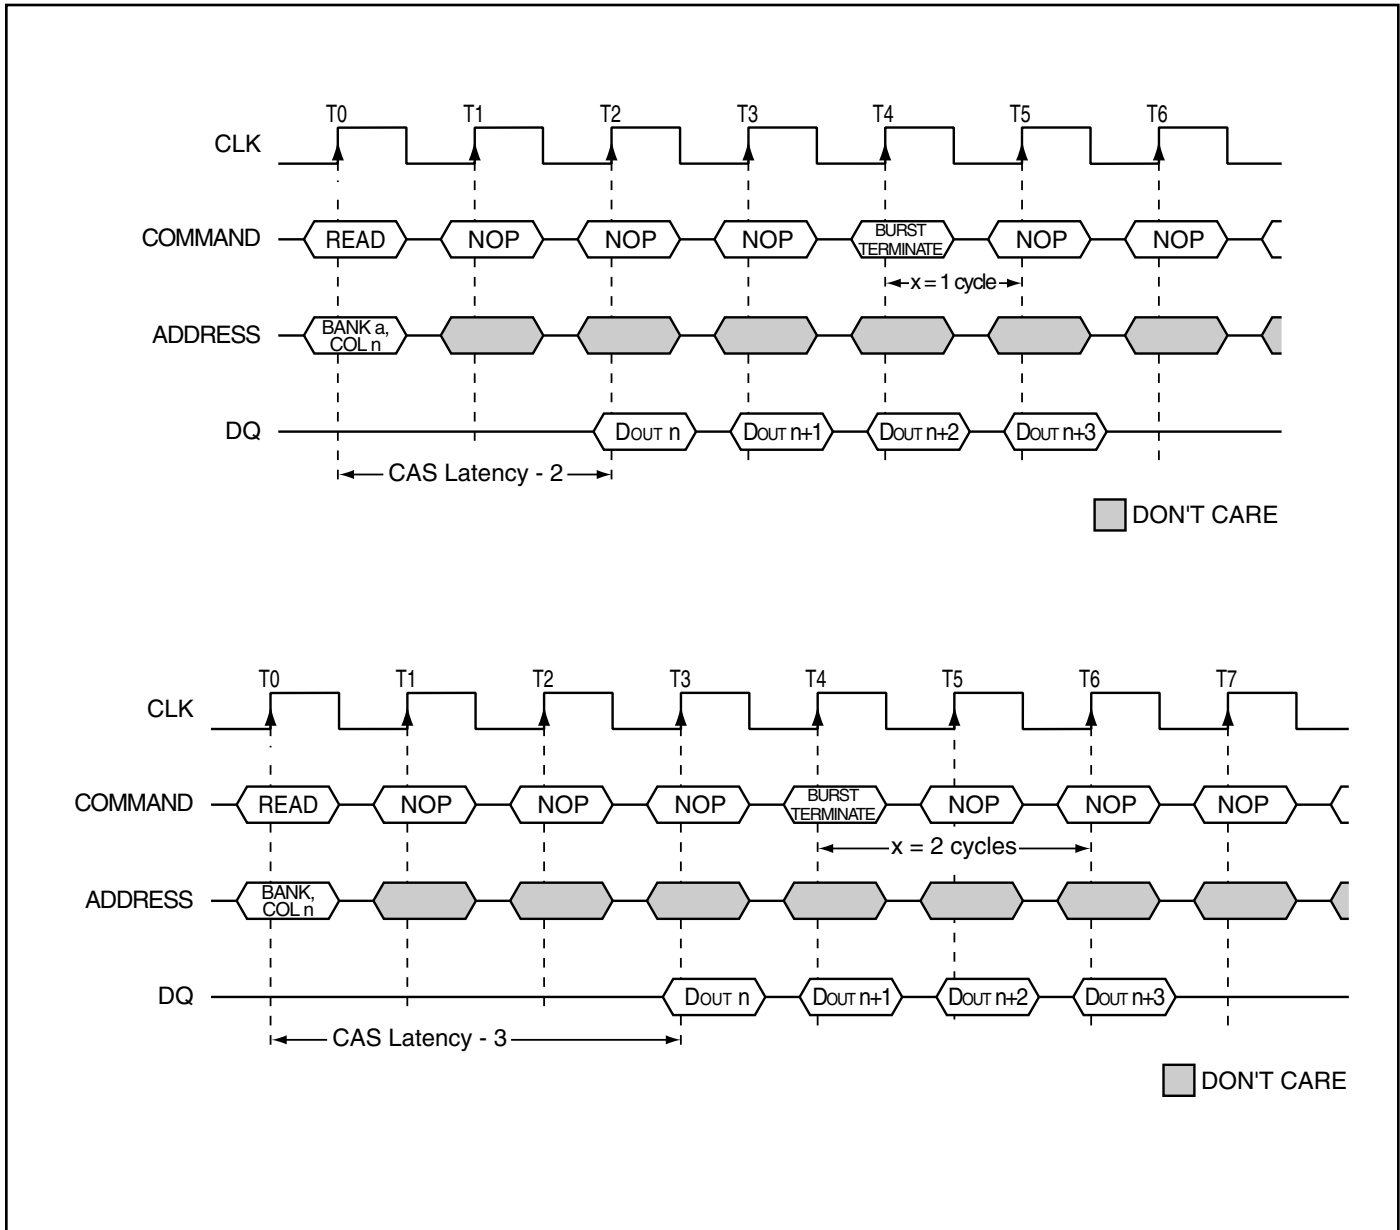 T0 T1 T2 T3 T4 T5 T6
CLK
COMMAND READ NOP NOP NOP BURST TERMINATE NOP NOP
x = 1 cycle
ADDRESS BANK a, COL n
DQ DOUT n DOUT n+1 DOUT n+2 DOUT n+3
CAS Latency - 2
DON'T CARE
T0 T1 T2 T3 T4 T5 T6 T7
CLK
COMMAND READ NOP NOP NOP BURST TERMINATE NOP NOP NOP
x = 2 cycles
ADDRESS BANK, COL n
DQ DOUT n DOUT n+1 DOUT n+2 DOUT n+3
CAS Latency - 3
DON'T CARE